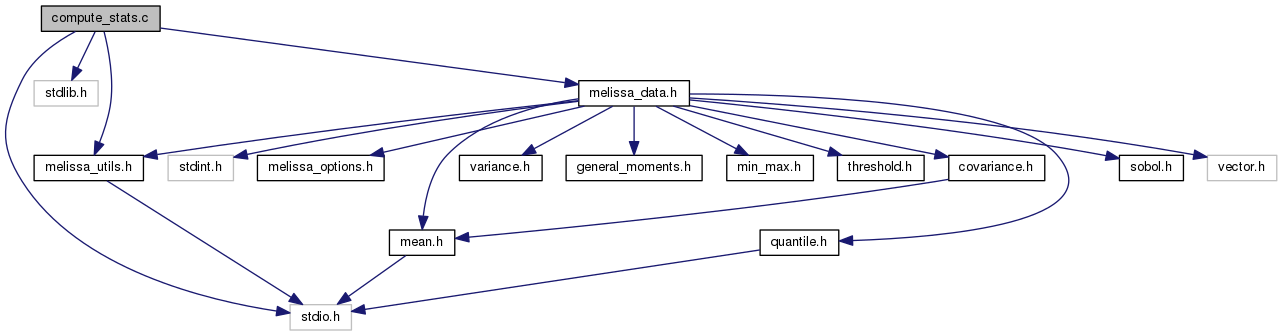 compute_stats.c
stdlib.h
melissa_data.h
melissa_utils.h
stdint.h
melissa_options.h
variance.h
general_moments.h
min_max.h
threshold.h
covariance.h
sobol.h
vector.h
mean.h
quantile.h
stdio.h